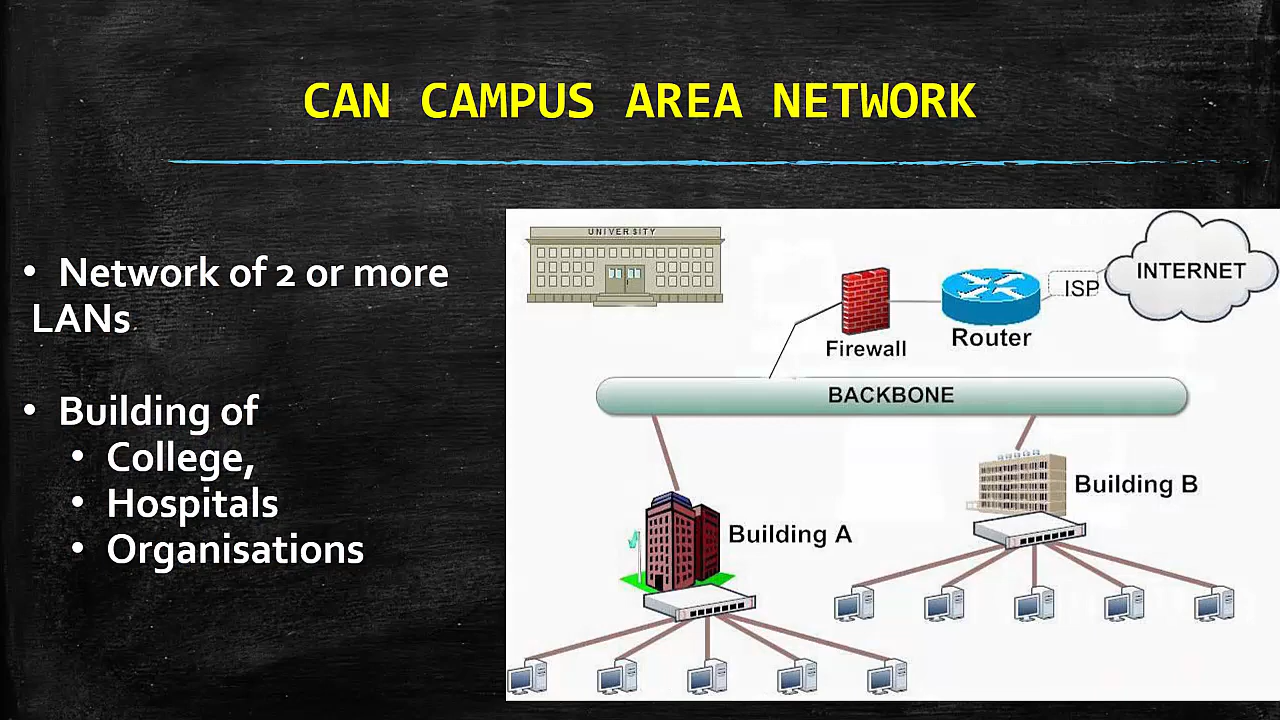 CAN CAMPUS AREA NETWORK
• Network of 2 or more
LANs
• Building of
• College,
• Hospitals
• Organisations
UNIVERSITY
INTERNET
ISP
Router
Firewall
BACKBONE
Building B
Building A